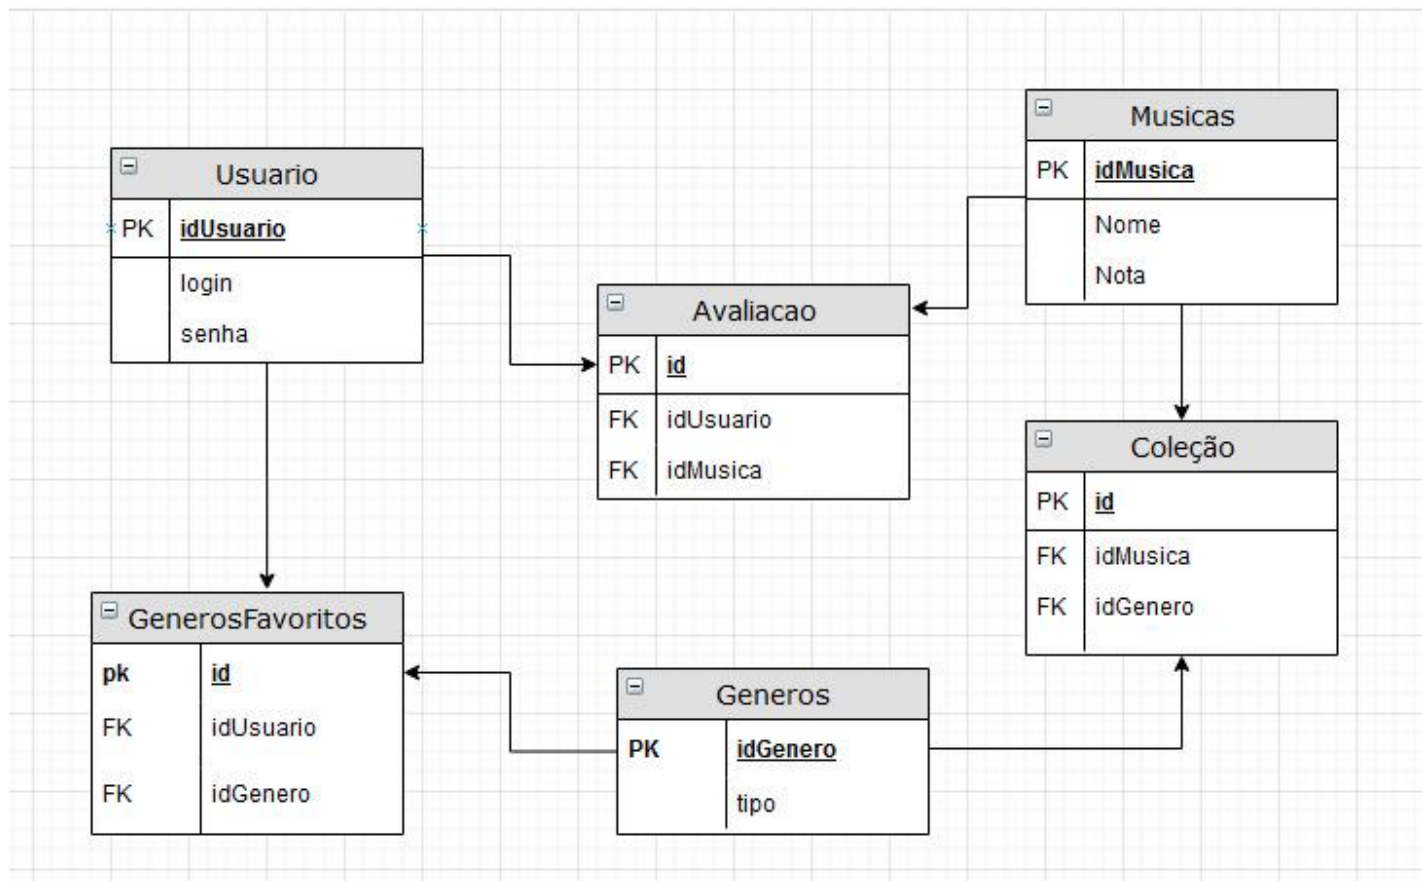 Usuario
PK idUsuario
login
senha
Musicas
PK idMusica
Nome
Nota
Avaliacao
PK id
FK idUsuario
FK idMusica
Coleção
PK id
FK idMusica
FK idGenero
GenerosFavoritos
pk id
FK idUsuario
FK idGenero
Generos
PK idGenero
tipo